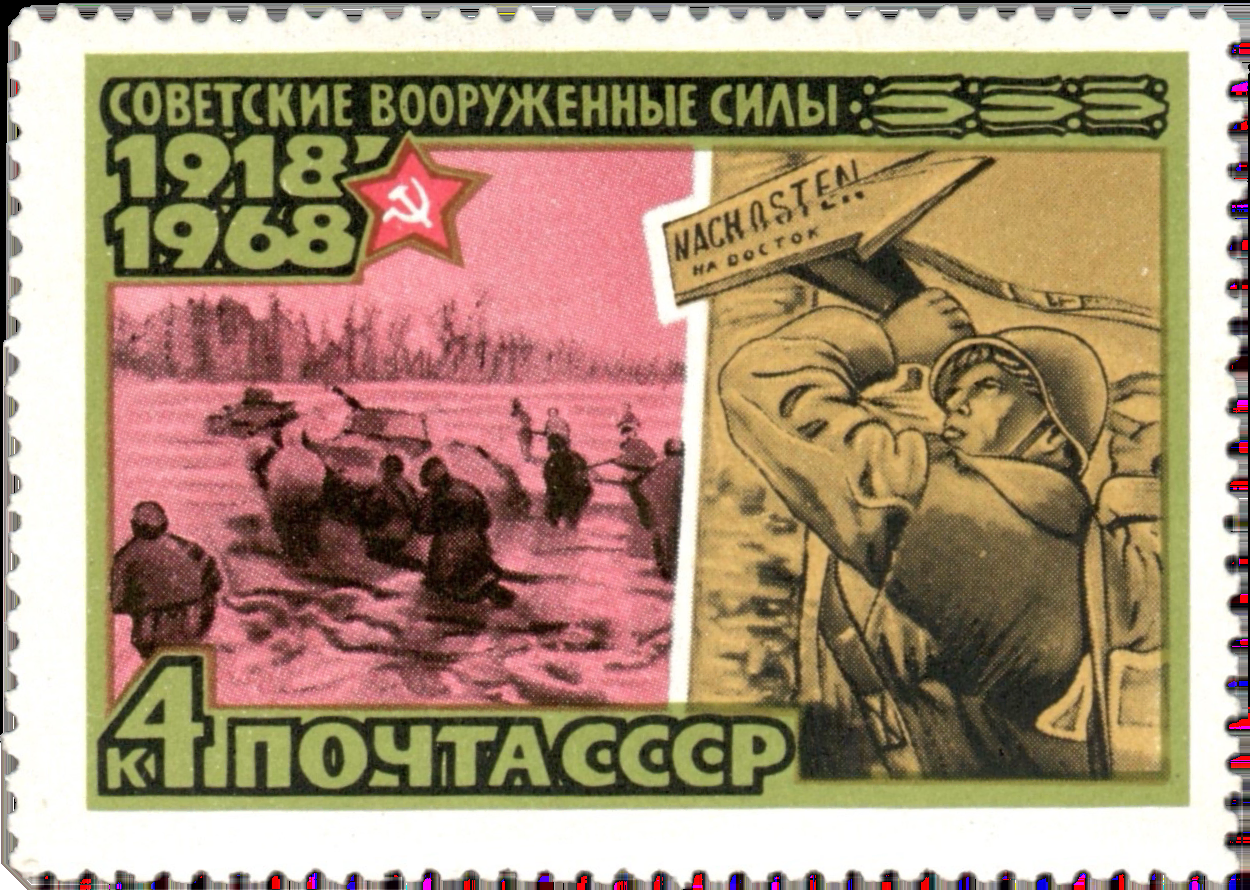 СОВЕТСКИЕ ВООРУЖЕННЫЕ СИЛЫ
1918
1968
NACH OSTEN
НА ВОСТОК
4
К ПОЧТА СССР